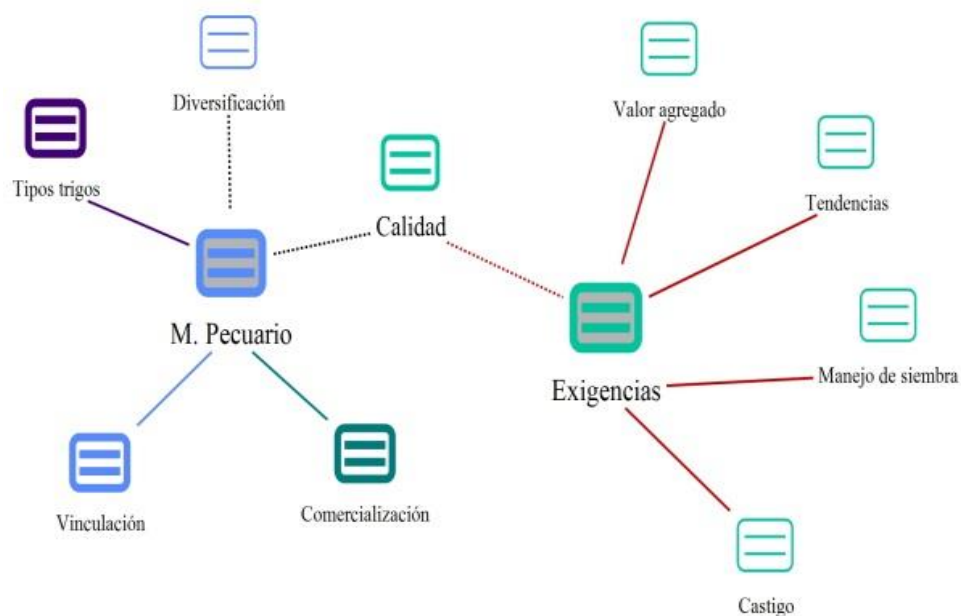 Diversificación
Valor agregado
Tipos trigos
Calidad
Tendencias
M. Pecuario
Exigencias
Manejo de siembra
Vinculación
Comercialización
Castigo